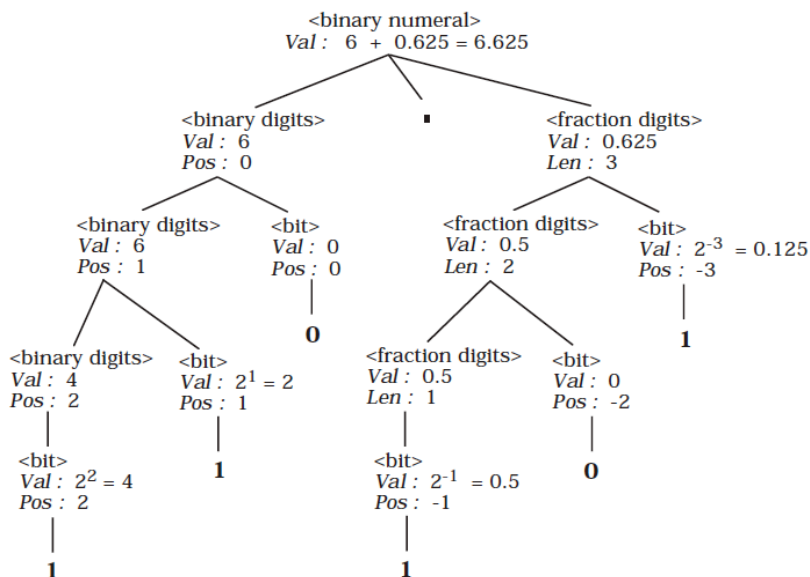 <binary numeral>
Val : 6 + 0.625 = 6.625
<binary digits>
Val : 6
Pos : 0
.
<fraction digits>
Val : 0.625
Len : 3
<binary digits>
Val : 6
Pos : 1
<bit>
Val : 0
Pos : 0
0
<fraction digits>
Val : 0.5
Len : 2
<bit>
Val : 2⁻³ = 0.125
Pos : -3
1
<binary digits>
Val : 4
Pos : 2
<bit>
Val : 2¹ = 2
Pos : 1
1
<fraction digits>
Val : 0.5
Len : 1
<bit>
Val : 0
Pos : -2
0
<bit>
Val : 2² = 4
Pos : 2
1
<bit>
Val : 2⁻¹ = 0.5
Pos : -1
1